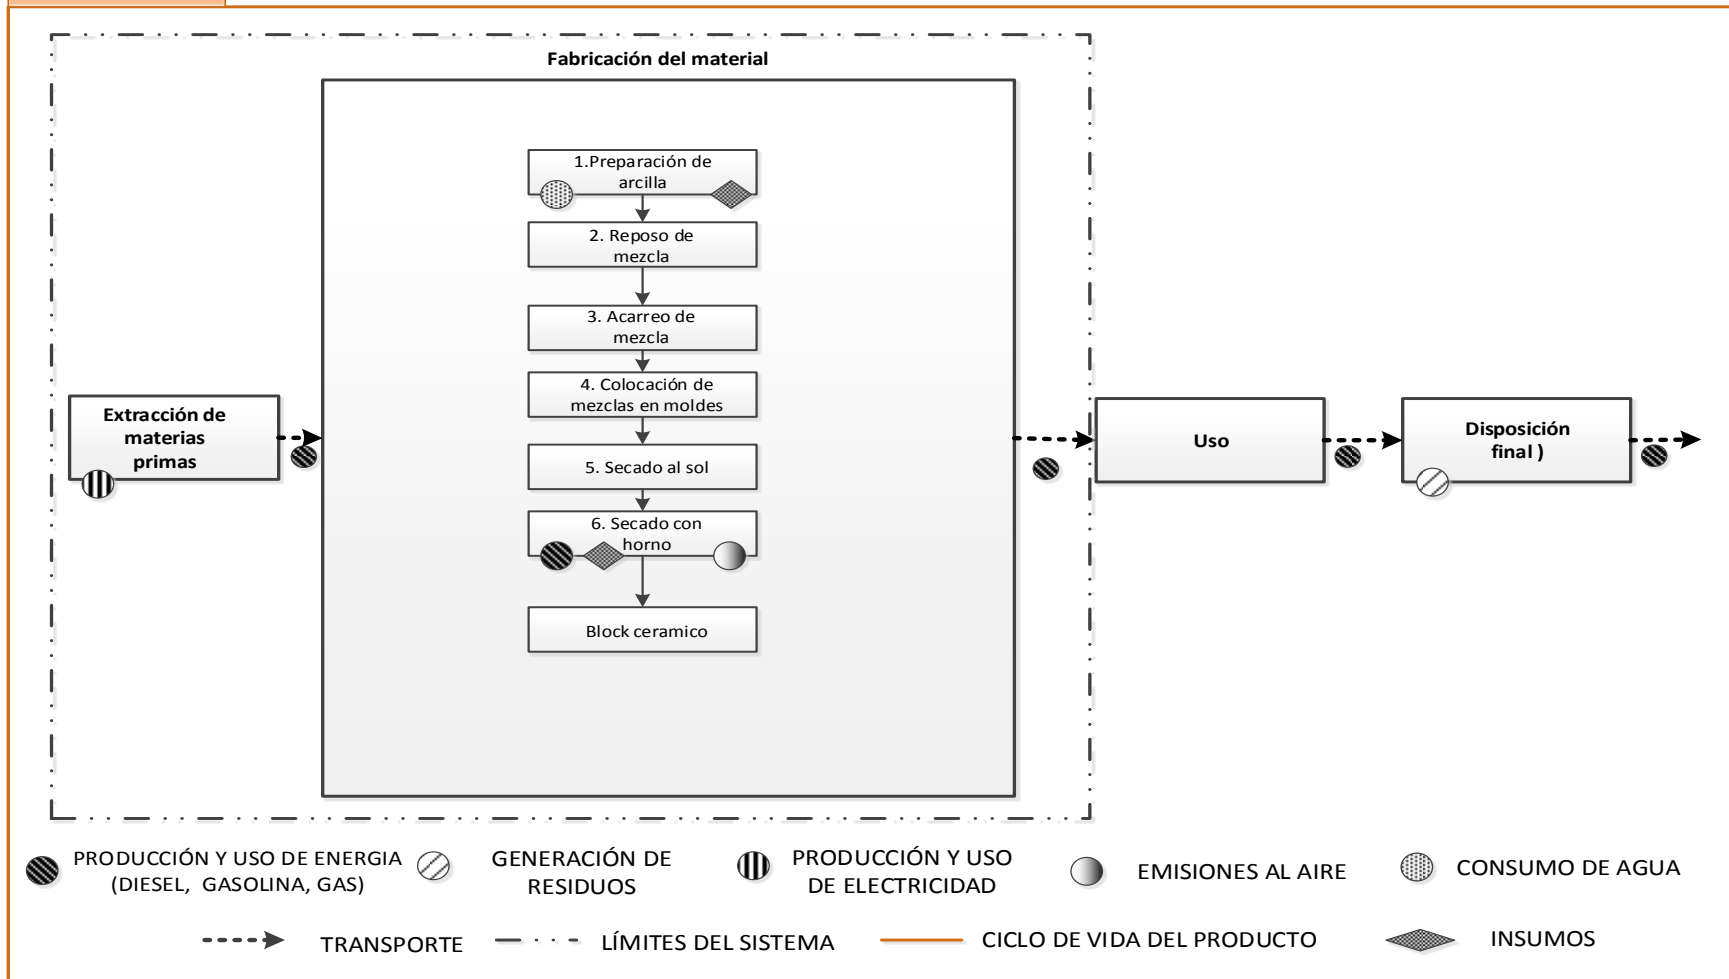 Fabricación del material
1.Preparación de
arcilla
2. Reposo de
mezcla
3. Acarreo de
mezcla
4. Colocación de
mezclas en moldes
5. Secado al sol
6. Secado con
horno
Block ceramico
Extracción de
materias
primas
Uso
Disposición
final )
PRODUCCIÓN Y USO DE ENERGIA
(DIESEL, GASOLINA, GAS)
GENERACIÓN DE
RESIDUOS
PRODUCCIÓN Y USO
DE ELECTRICIDAD
EMISIONES AL AIRE
CONSUMO DE AGUA
TRANSPORTE
LÍMITES DEL SISTEMA
CICLO DE VIDA DEL PRODUCTO
INSUMOS